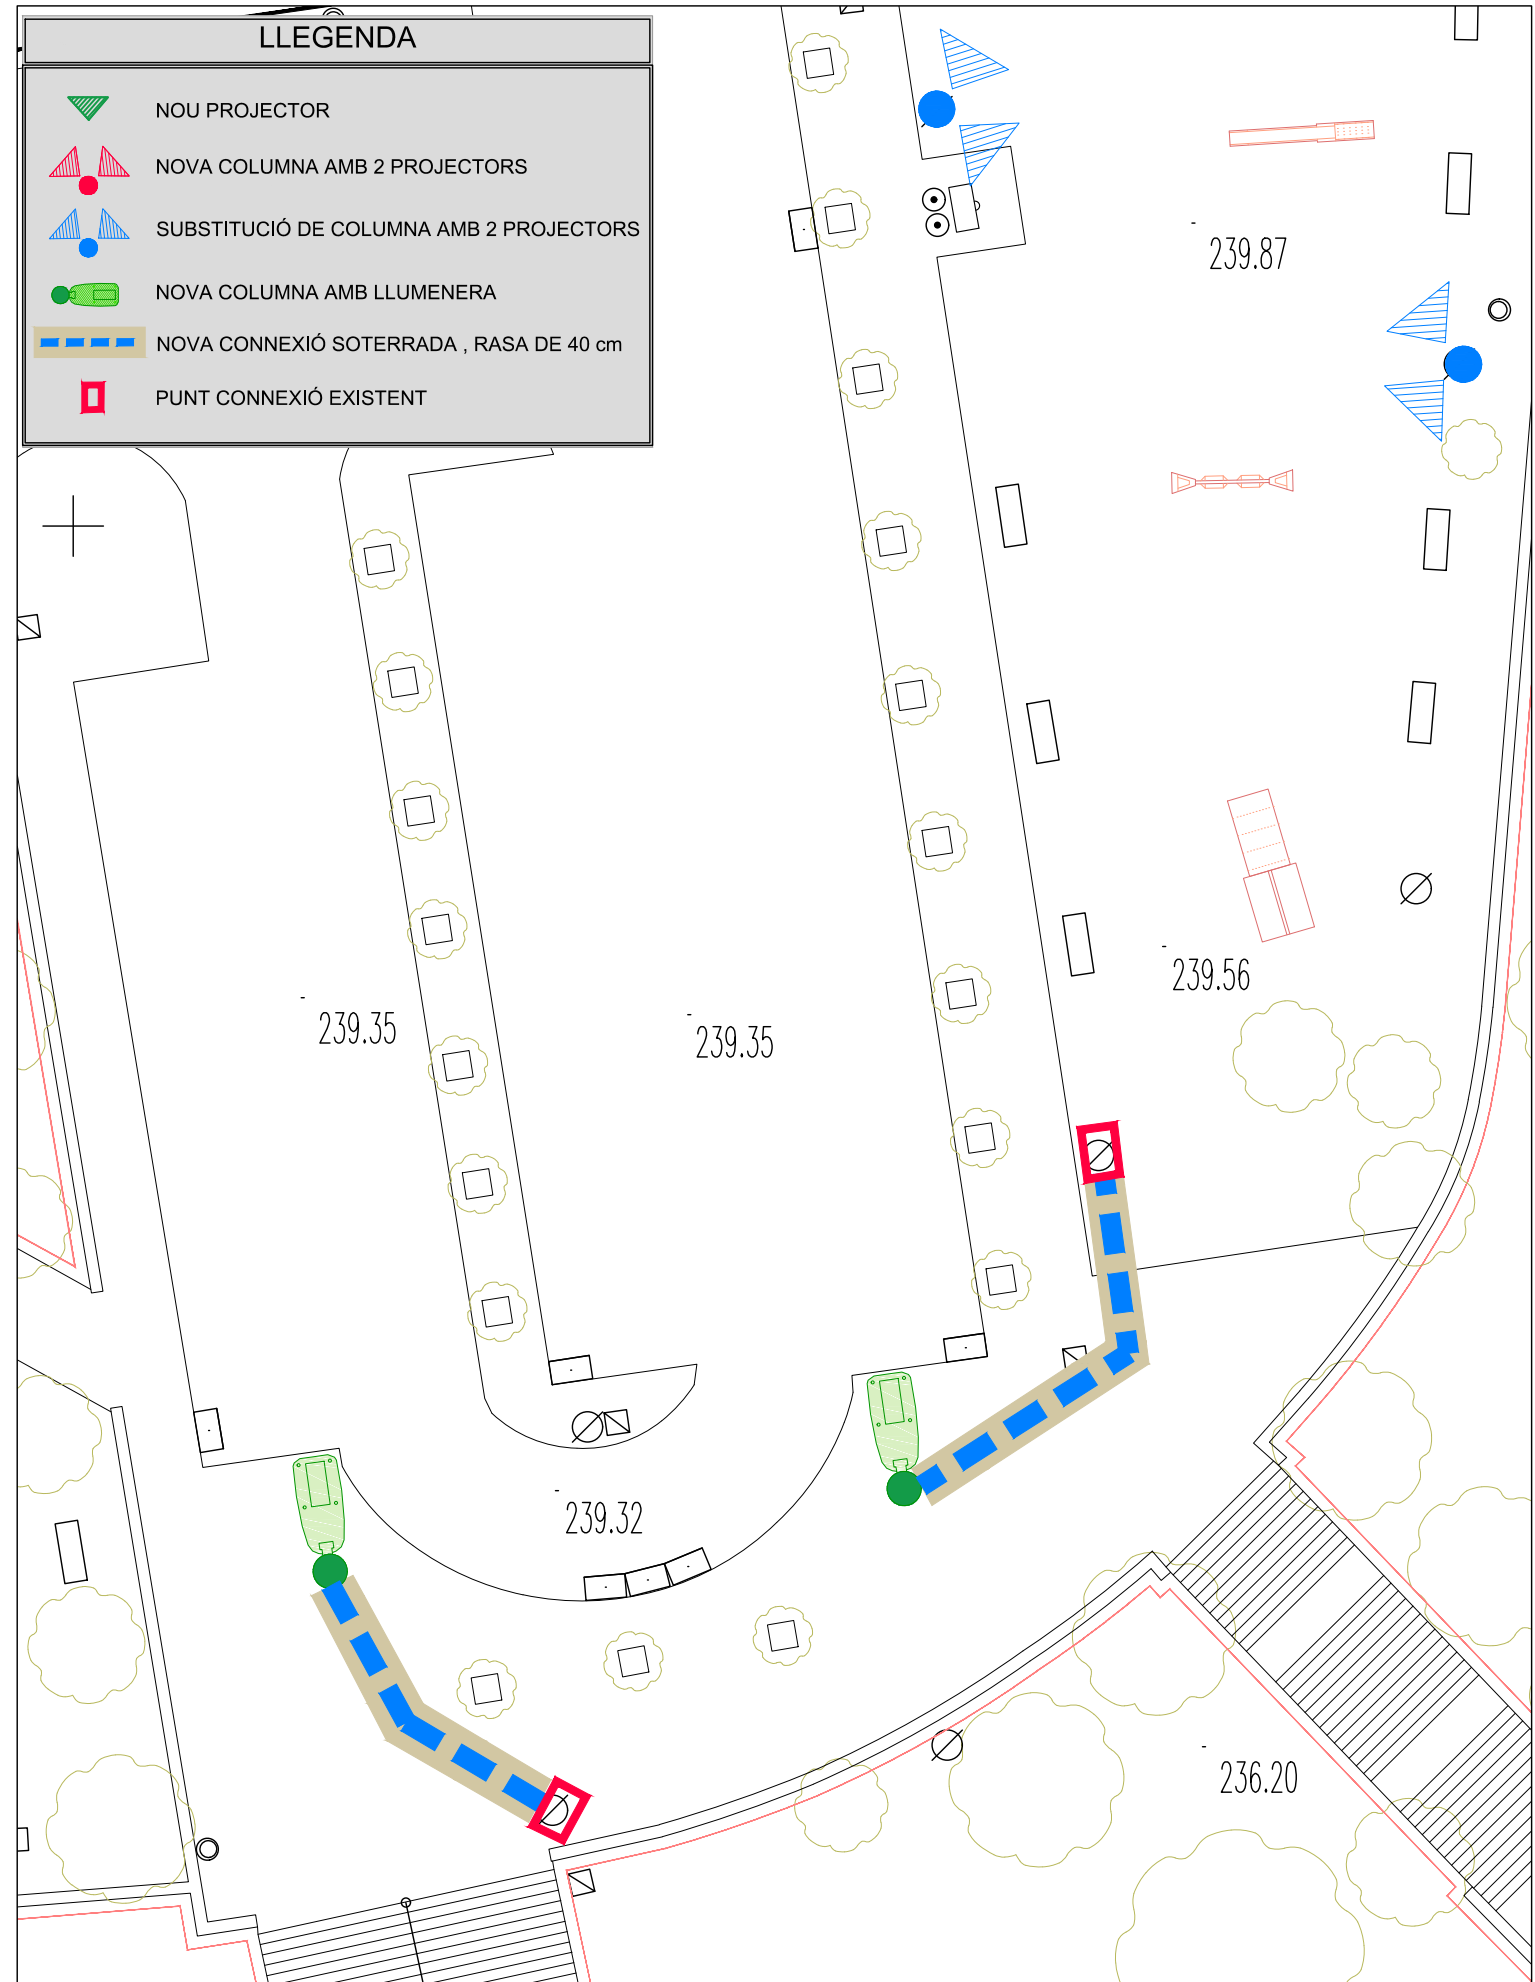 LLEGENDA
NOU PROJECTOR
NOVA COLUMNA AMB 2 PROJECTORS
SUBSTITUCIÓ DE COLUMNA AMB 2 PROJECTORS
NOVA COLUMNA AMB LLUMENERA
NOVA CONNEXIÓ SOTERRADA , RASA DE 40 cm
PUNT CONNEXIÓ EXISTENT
239.87
239.56
239.35
239.35
239.32
236.20